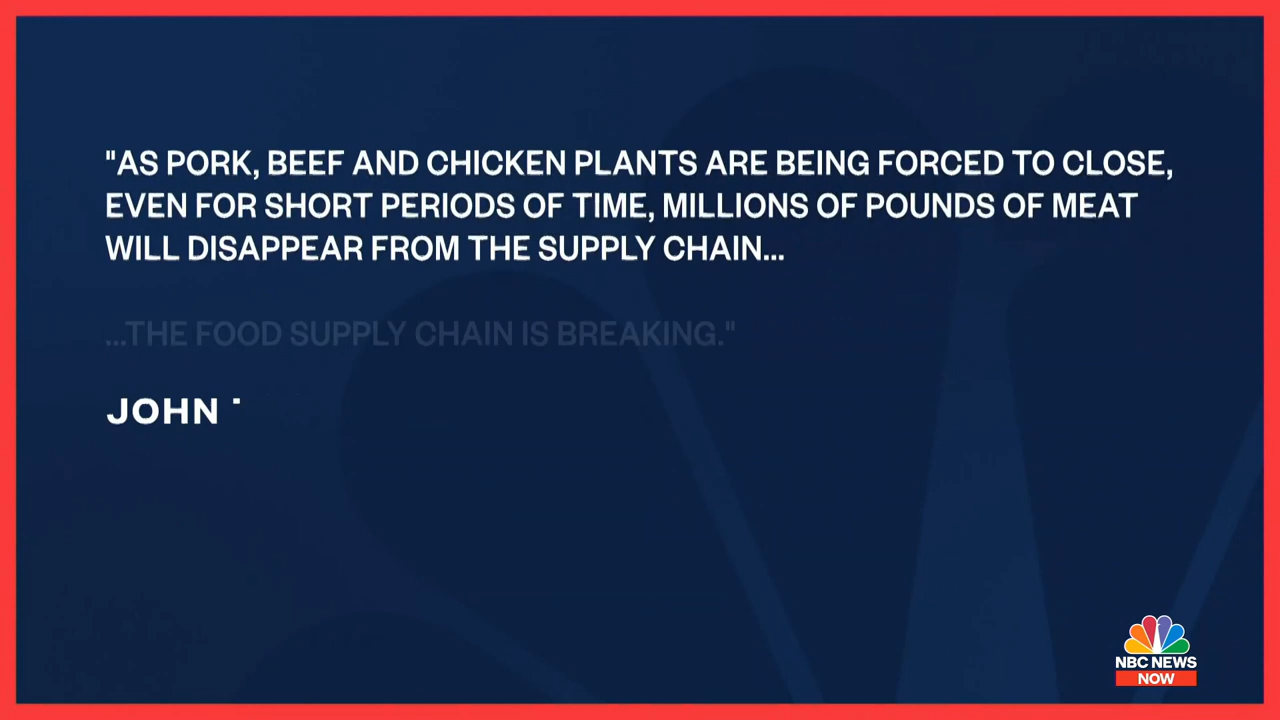 "AS PORK, BEEF AND CHICKEN PLANTS ARE BEING FORCED TO CLOSE,
EVEN FOR SHORT PERIODS OF TIME, MILLIONS OF POUNDS OF MEAT
WILL DISAPPEAR FROM THE SUPPLY CHAIN...
...THE FOOD SUPPLY CHAIN IS BREAKING."
JOHN
NBC NEWS
NOW